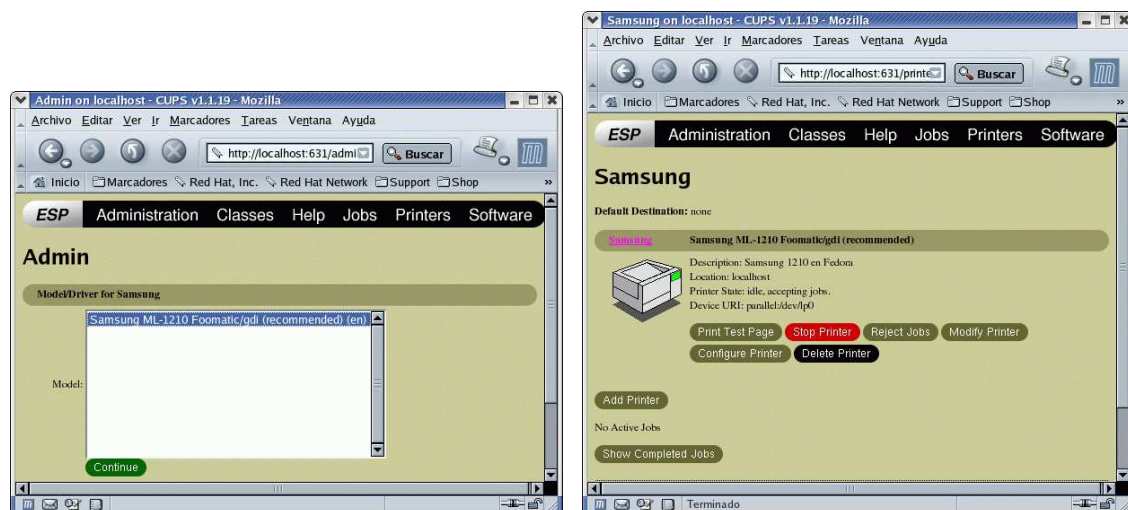 Admin on localhost - CUPS v1.1.19 - Mozilla
Archivo Editar Ver Ir Marcadores Tareas Ventana Ayuda
http://localhost:631/admi Buscar
Inicio Marcadores Red Hat, Inc. Red Hat Network Support Shop »
ESP Administration Classes Help Jobs Printers Software
Admin
Model/Driver for Samsung
Samsung ML-1210 Foomatic/gdi (recommended) (en)
Model:
Continue
Samsung on localhost - CUPS v1.1.19 - Mozilla
Archivo Editar Ver Ir Marcadores Tareas Ventana Ayuda
http://localhost:631/printe Buscar
Inicio Marcadores Red Hat, Inc. Red Hat Network Support Shop »
ESP Administration Classes Help Jobs Printers Software
Samsung
Default Destination: none
Samsung Samsung ML-1210 Foomatic/gdi (recommended)
Description: Samsung 1210 en Fedora
Location: localhost
Printer State: idle, accepting jobs.
Device URI: parallel:/dev/lp0
Print Test Page Stop Printer Reject Jobs Modify Printer
Configure Printer Delete Printer
Add Printer
No Active Jobs
Show Completed Jobs
Terminado